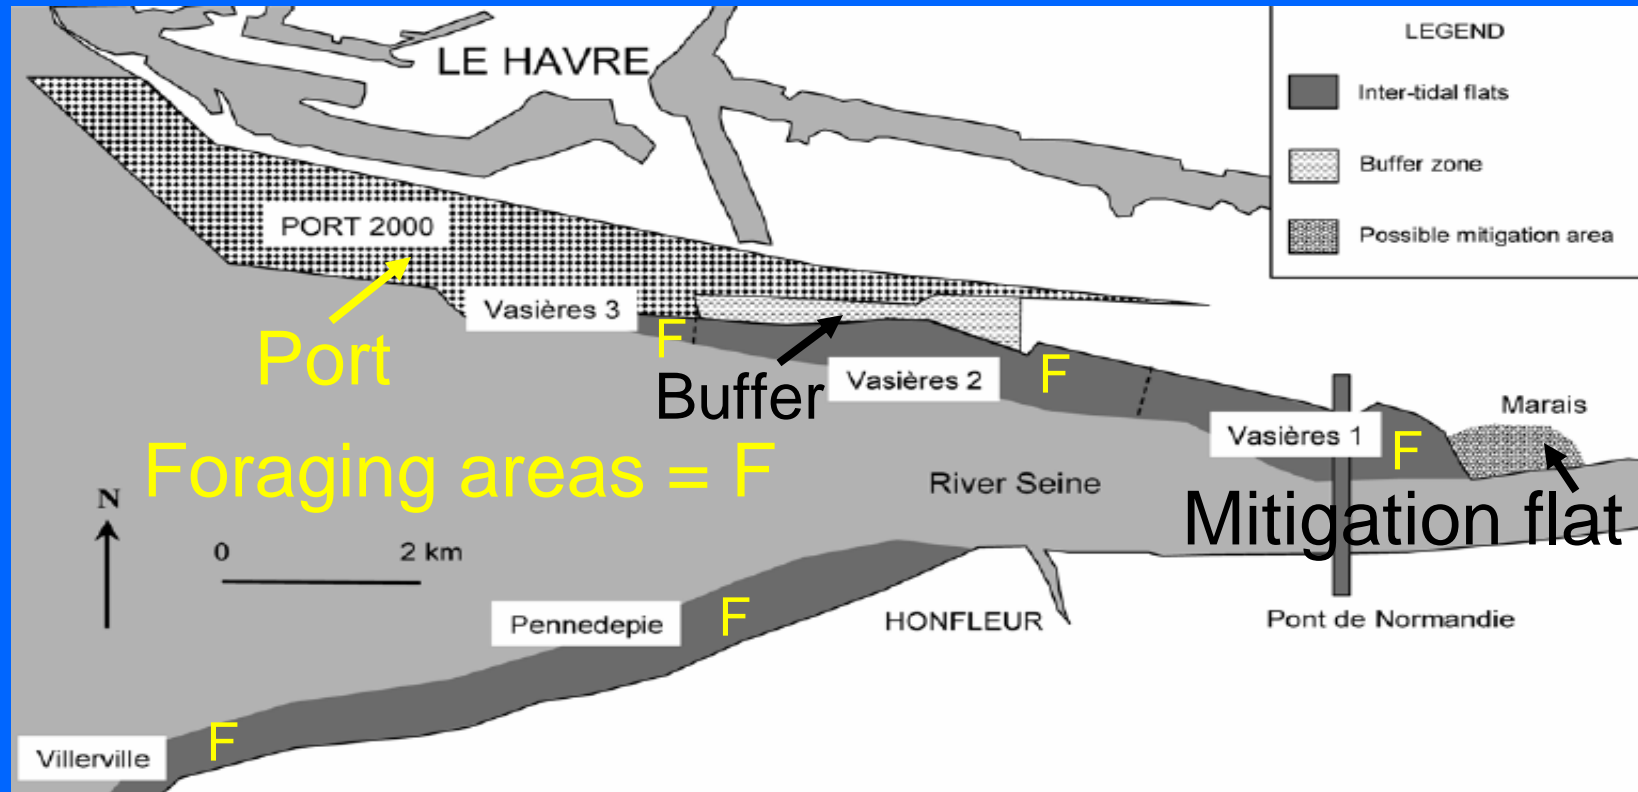 LE HAVRE
LEGEND
Inter-tidal flats
Buffer zone
Possible mitigation area
PORT 2000
Port
Vasières 3
F
Buffer
Vasières 2
F
Vasières 1
F
Marais
Foraging areas = F
River Seine
Mitigation flat
N
0 2 km
Pennedepie
F
HONFLEUR
Pont de Normandie
Villerville
F